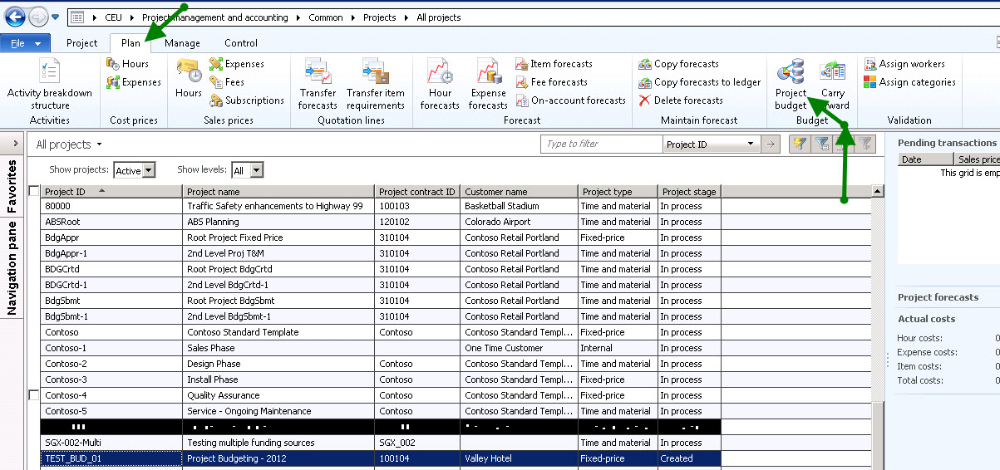 CEU Project management and accounting Common Projects All projects
File Project Plan Manage Control
Activity breakdown structure
Activities
Hours
Expenses
Cost prices
Hours
Expenses
Fees
Subscriptions
Sales prices
Transfer forecasts
Transfer item requirements
Quotation lines
Hour forecasts
Expense forecasts
Item forecasts
Fee forecasts
On-account forecasts
Forecast
Copy forecasts
Copy forecasts to ledger
Delete forecasts
Maintain forecast
Project budget
Carry
Budget
Assign workers
Assign categories
Validation
Favorites
Navigation pane
All projects
Type to filter Project ID
Show projects: Active Show levels: All
Project ID Project name Project contract ID Customer name Project type Project stage
80000 Traffic Safety enhancements to Highway 99 100103 Basketball Stadium Time and material In process
ABSRoot ABS Planning 120102 Colorado Airport Time and material In process
BdgAppr Root Project Fixed Price 310104 Contoso Retail Portland Fixed-price In process
BdgAppr-1 2nd Level Proj T&M 310104 Contoso Retail Portland Time and material In process
BDGCrtd Root Project BdgCrtd 310104 Contoso Retail Portland Time and material In process
BDGCrtd-1 2nd Level BdgCrtd-1 310104 Contoso Retail Portland Time and material In process
BdgSbmt Root Project BdgSbmt 310104 Contoso Retail Portland Time and material In process
BdgSbmt-1 2nd Level BdgSbmt-1 310104 Contoso Retail Portland Time and material In process
Contoso Contoso Standard Template Contoso Contoso Standard Templ... Fixed-price In process
Contoso-1 Sales Phase One Time Customer Internal In process
Contoso-2 Design Phase Contoso Contoso Standard Templ... Time and material In process
Contoso-3 Install Phase Contoso Contoso Standard Templ... Fixed-price In process
Contoso-4 Quality Assurance Contoso Contoso Standard Templ... Fixed-price In process
Contoso-5 Service - Ongoing Maintenance Contoso Contoso Standard Templ... Time and material In process
SGX-002-Multi Testing multiple funding sources SGX_002 Time and material In process
TEST_BUD_01 Project Budgeting - 2012 100104 Valley Hotel Fixed-price Created
Pending transactions
Date Sales price
This grid is emp
Project forecasts
Actual costs
Hour costs: 0
Expense costs: 0
Item costs: 0
Total costs: 0